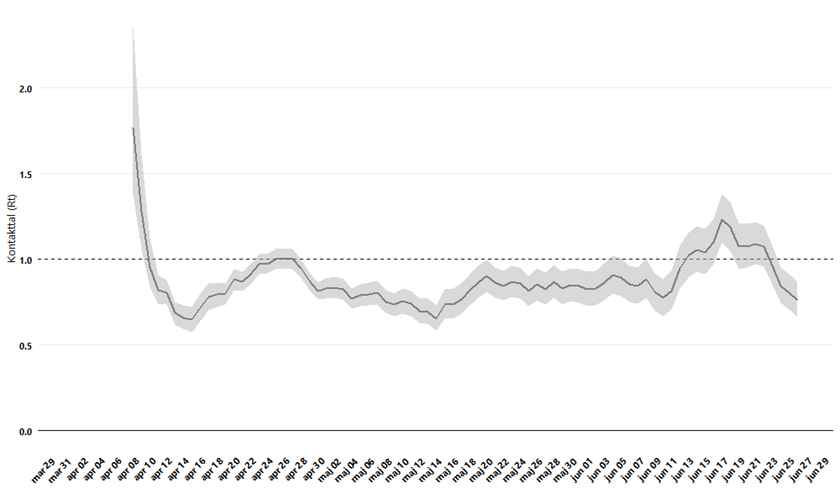 Kontakttal (Rt)
2.0
1.5
1.0
0.5
0.0
mar 29
mar 31
apr 02
apr 04
apr 06
apr 08
apr 10
apr 12
apr 14
apr 16
apr 18
apr 20
apr 22
apr 24
apr 26
apr 28
apr 30
maj 02
maj 04
maj 06
maj 08
maj 10
maj 12
maj 14
maj 16
maj 18
maj 20
maj 22
maj 24
maj 26
maj 28
maj 30
jun 01
jun 03
jun 05
jun 07
jun 09
jun 11
jun 13
jun 15
jun 17
jun 19
jun 21
jun 23
jun 25
jun 27
jun 29